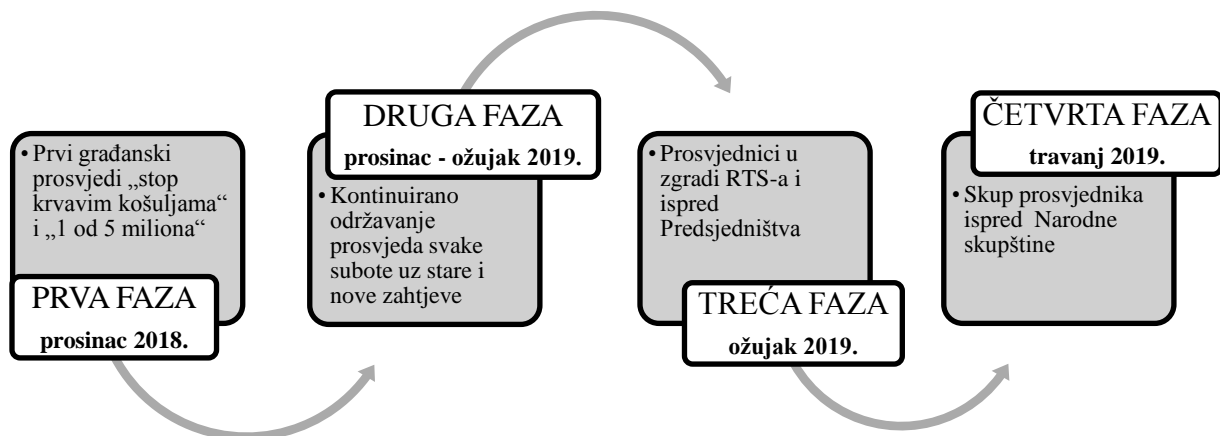 • Prvi građanski
prosvjedi „stop
krvavim košuljama“
i „1 od 5 miliona“
PRVA FAZA
prosinac 2018.
DRUGA FAZA
prosinac - ožujak 2019.
• Kontinuirano
održavanje
prosvjeda svake
subote uz stare i
nove zahtjeve
• Prosvjednici u
zgradi RTS-a i
ispred
Predsjedništva
TREĆA FAZA
ožujak 2019.
ČETVRTA FAZA
travanj 2019.
• Skup prosvjednika
ispred Narodne
skupštine